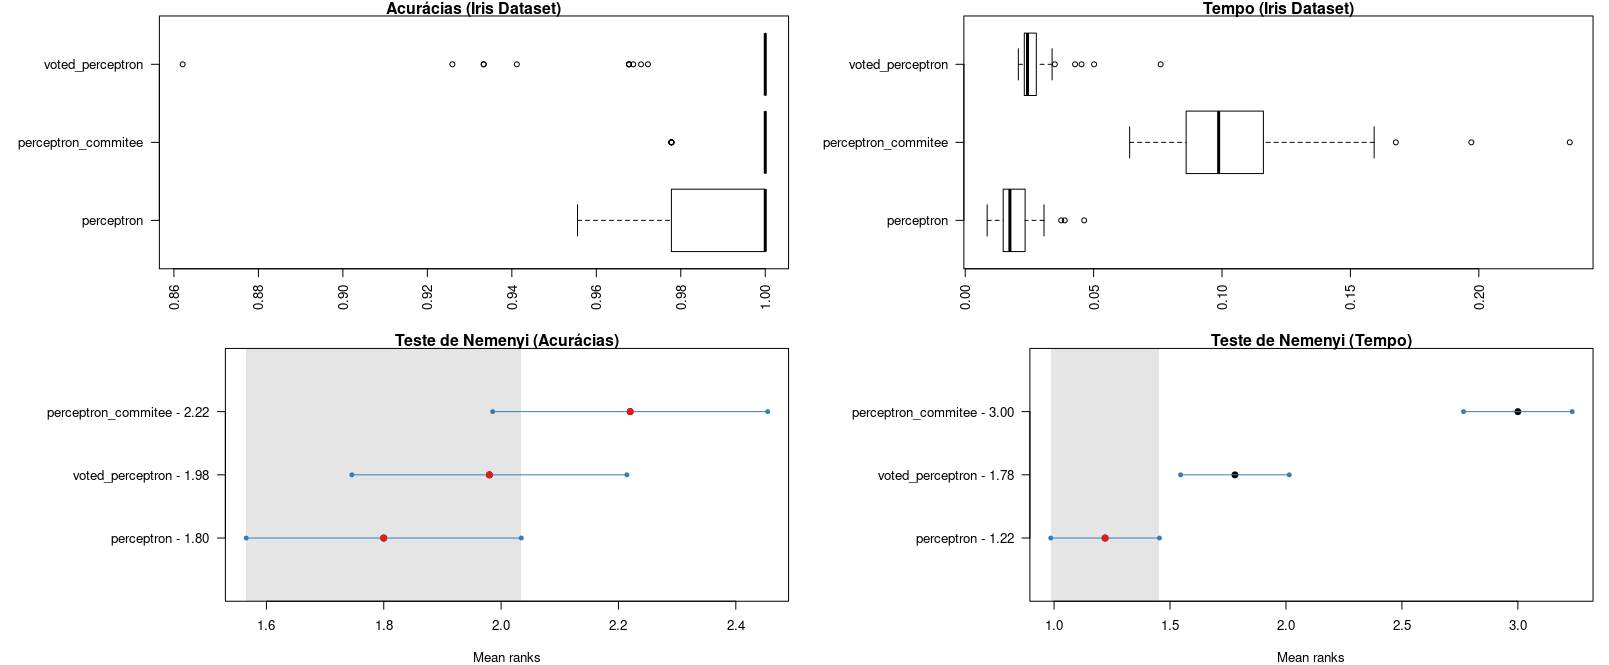 Acurácias (Iris Dataset)
voted_perceptron
perceptron_commitee
perceptron
0.86 0.88 0.90 0.92 0.94 0.96 0.98 1.00
Tempo (Iris Dataset)
voted_perceptron
perceptron_commitee
perceptron
0.00 0.05 0.10 0.15 0.20
Teste de Nemenyi (Acurácias)
perceptron_commitee - 2.22
voted_perceptron - 1.98
perceptron - 1.80
1.6 1.8 2.0 2.2 2.4
Mean ranks
Teste de Nemenyi (Tempo)
perceptron_commitee - 3.00
voted_perceptron - 1.78
perceptron - 1.22
1.0 1.5 2.0 2.5 3.0
Mean ranks